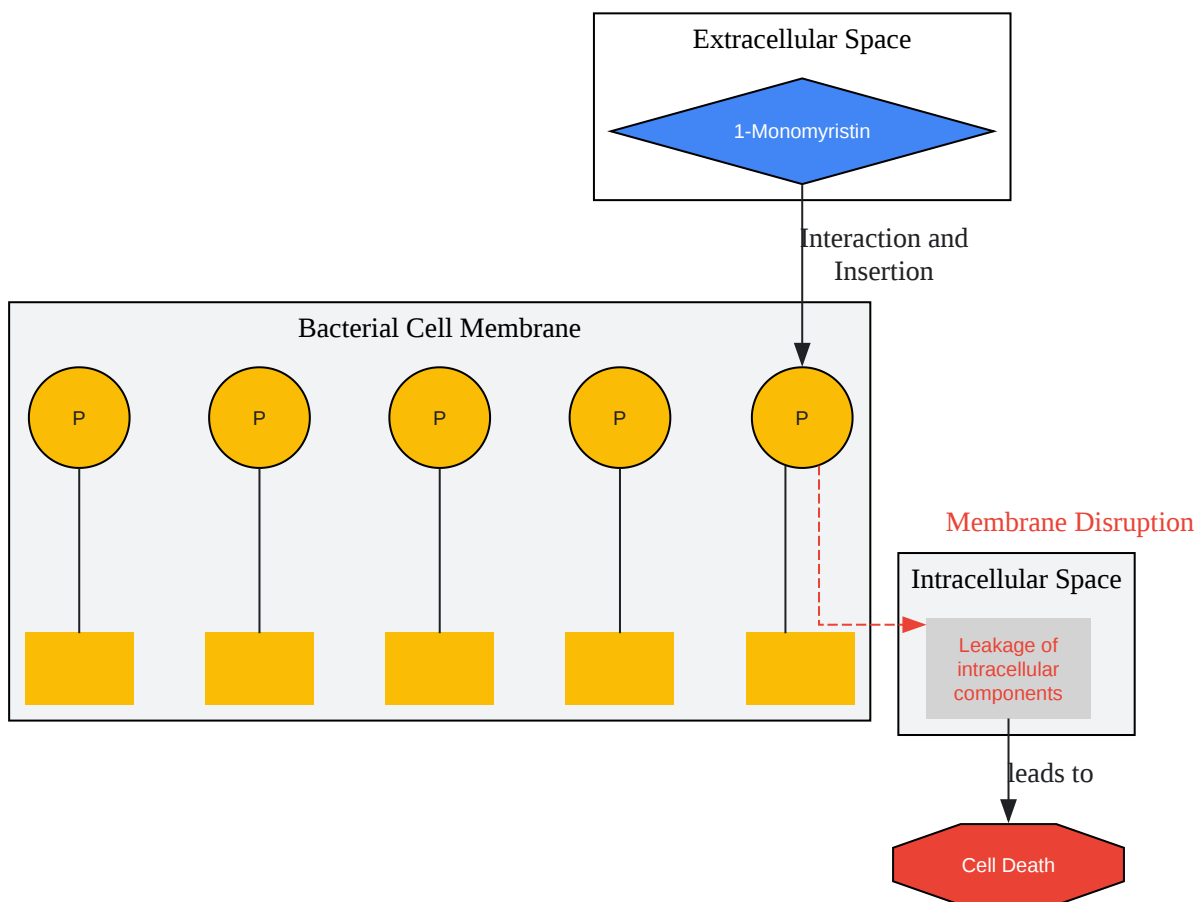 Extracellular Space
1-Monomyristin
Interaction and
Insertion
Bacterial Cell Membrane
P
P
P
P
P
Membrane Disruption
Intracellular Space
Leakage of
intracellular
components
leads to
Cell Death